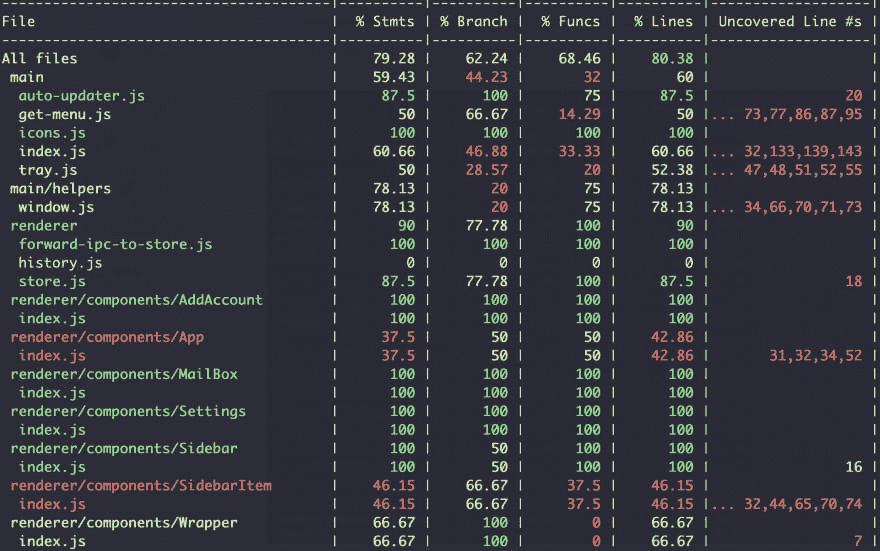 -----------------------------------|----------|----------|----------|----------|-------------------|
File                               |  % Stmts | % Branch |  % Funcs |  % Lines | Uncovered Line #s |
-----------------------------------|----------|----------|----------|----------|-------------------|
All files                          |    79.28 |    62.24 |    68.46 |    80.38 |                   |
 main                              |    59.43 |    44.23 |       32 |       60 |                   |
  auto-updater.js                  |     87.5 |      100 |       75 |     87.5 |                20 |
  get-menu.js                      |       50 |    66.67 |    14.29 |       50 |... 73,77,86,87,95 |
  icons.js                         |      100 |      100 |      100 |      100 |                   |
  index.js                         |    60.66 |    46.88 |    33.33 |    60.66 |... 32,133,139,143 |
  tray.js                          |       50 |    28.57 |       20 |    52.38 |... 47,48,51,52,55 |
 main/helpers                      |    78.13 |       20 |       75 |    78.13 |                   |
  window.js                        |    78.13 |       20 |       75 |    78.13 |... 34,66,70,71,73 |
 renderer                          |       90 |    77.78 |      100 |       90 |                   |
  forward-ipc-to-store.js          |      100 |      100 |      100 |      100 |                   |
  history.js                       |        0 |        0 |        0 |        0 |                   |
  store.js                         |     87.5 |    77.78 |      100 |     87.5 |                18 |
 renderer/components/AddAccount    |      100 |      100 |      100 |      100 |                   |
  index.js                         |      100 |      100 |      100 |      100 |                   |
 renderer/components/App           |     37.5 |       50 |       50 |    42.86 |                   |
  index.js                         |     37.5 |       50 |       50 |    42.86 |       31,32,34,52 |
 renderer/components/MailBox       |      100 |      100 |      100 |      100 |                   |
  index.js                         |      100 |      100 |      100 |      100 |                   |
 renderer/components/Settings      |      100 |      100 |      100 |      100 |                   |
  index.js                         |      100 |      100 |      100 |      100 |                   |
 renderer/components/Sidebar       |      100 |       50 |      100 |      100 |                   |
  index.js                         |      100 |       50 |      100 |      100 |                16 |
 renderer/components/SidebarItem   |    46.15 |    66.67 |     37.5 |    46.15 |                   |
  index.js                         |    46.15 |    66.67 |     37.5 |    46.15 |... 32,44,65,70,74 |
 renderer/components/Wrapper       |    66.67 |      100 |        0 |    66.67 |                   |
  index.js                         |    66.67 |      100 |        0 |    66.67 |                 7 |